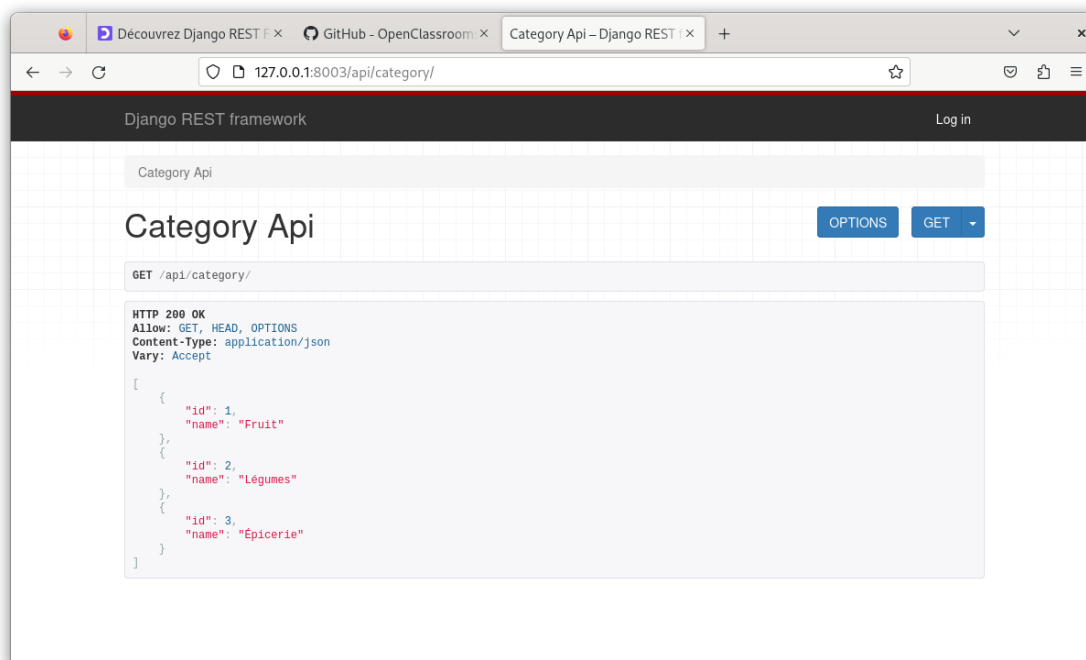 Découvrez Django REST F
GitHub - OpenClassroom
Category Api – Django REST f
127.0.0.1:8003/api/category/
Django REST framework
Log in
Category Api
Category Api
OPTIONS
GET
GET /api/category/
HTTP 200 OK
Allow: GET, HEAD, OPTIONS
Content-Type: application/json
Vary: Accept
[
    {
        "id": 1,
        "name": "Fruit"
    },
    {
        "id": 2,
        "name": "Légumes"
    },
    {
        "id": 3,
        "name": "Épicerie"
    }
]